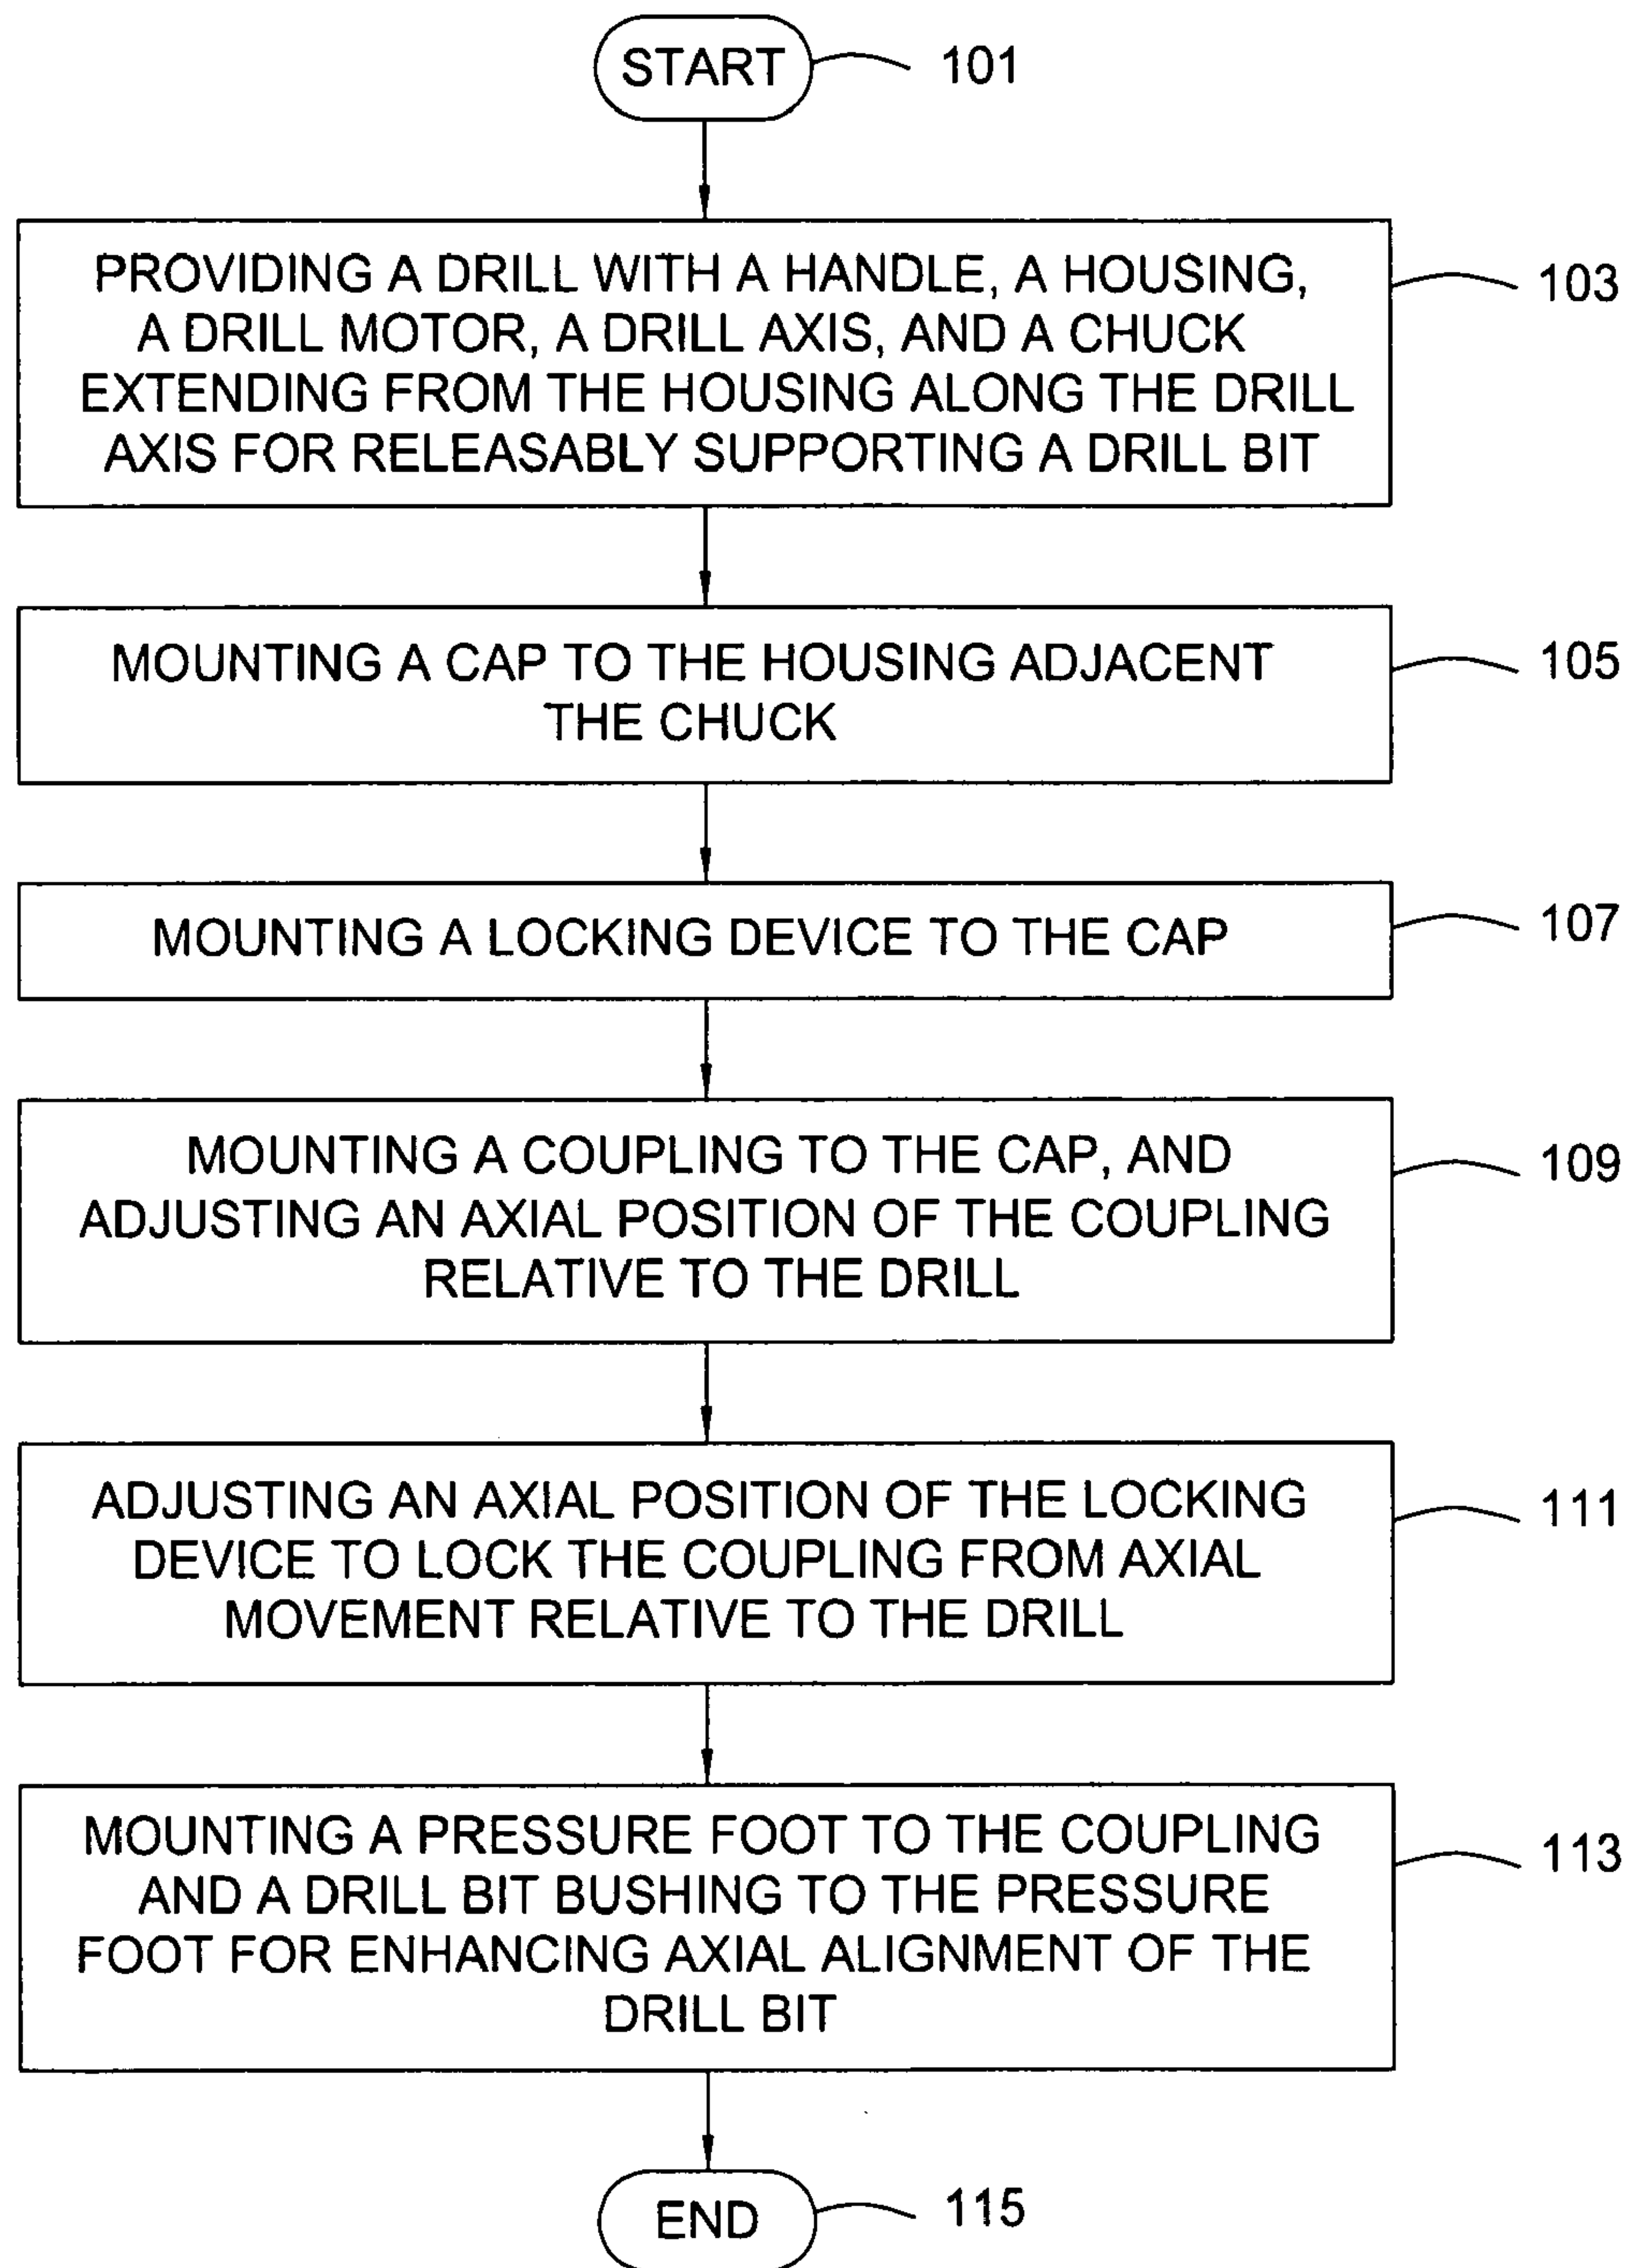 START
101
PROVIDING A DRILL WITH A HANDLE, A HOUSING,
A DRILL MOTOR, A DRILL AXIS, AND A CHUCK
EXTENDING FROM THE HOUSING ALONG THE DRILL
AXIS FOR RELEASABLY SUPPORTING A DRILL BIT
103
MOUNTING A CAP TO THE HOUSING ADJACENT
THE CHUCK
105
MOUNTING A LOCKING DEVICE TO THE CAP
107
MOUNTING A COUPLING TO THE CAP, AND
ADJUSTING AN AXIAL POSITION OF THE COUPLING
RELATIVE TO THE DRILL
109
ADJUSTING AN AXIAL POSITION OF THE LOCKING
DEVICE TO LOCK THE COUPLING FROM AXIAL
MOVEMENT RELATIVE TO THE DRILL
111
MOUNTING A PRESSURE FOOT TO THE COUPLING
AND A DRILL BIT BUSHING TO THE PRESSURE
FOOT FOR ENHANCING AXIAL ALIGNMENT OF THE
DRILL BIT
113
END
115